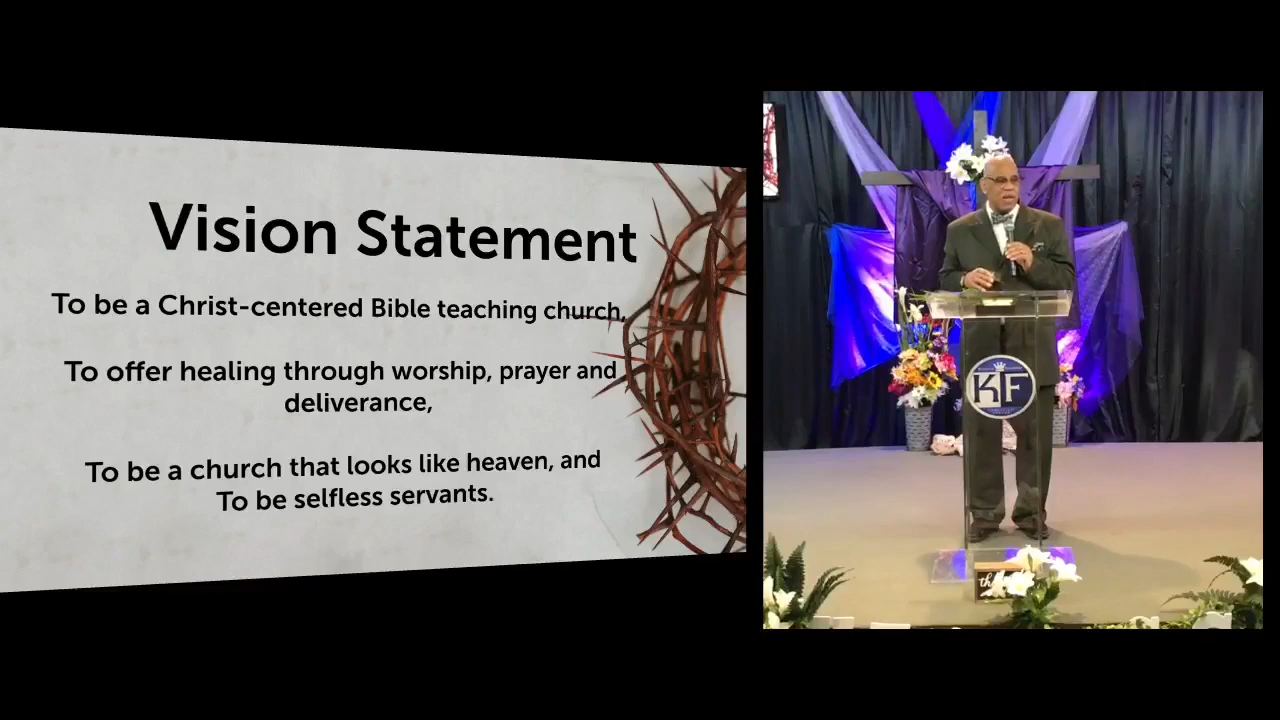 Vision Statement
To be a Christ-centered Bible teaching church,
To offer healing through worship, prayer and
deliverance,
To be a church that looks like heaven, and
To be selfless servants.
KF